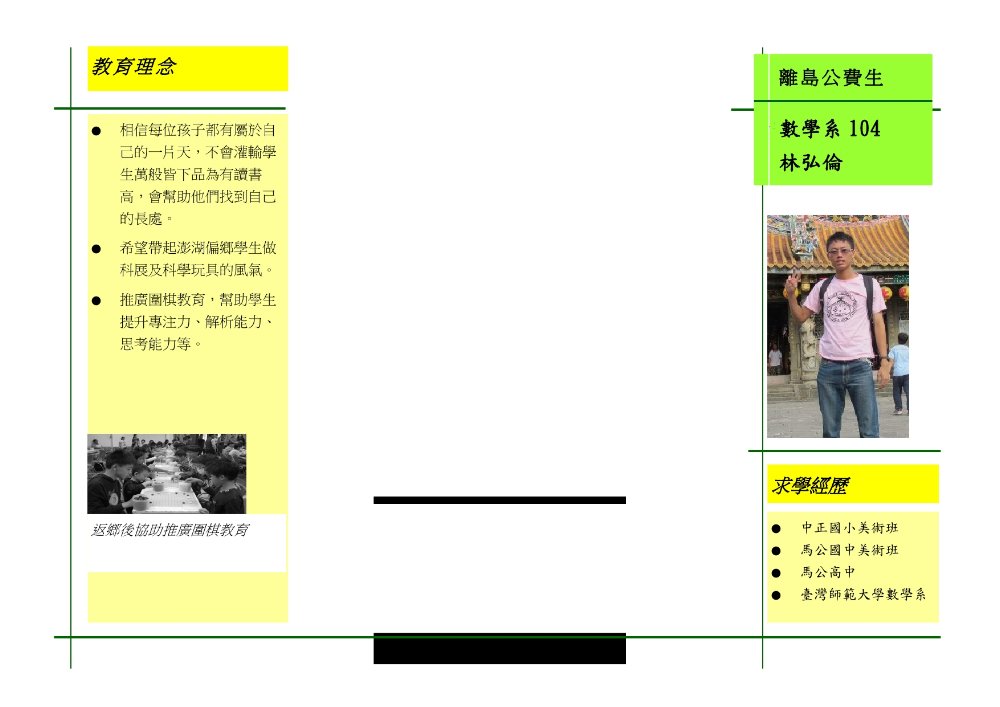 教育理念
● 相信每位孩子都有屬於自
己的一片天，不會灌輸學
生萬般皆下品為有讀書
高，會幫助他們找到自己
的長處。
● 希望帶起澎湖偏鄉學生做
科展及科學玩具的風氣。
● 推廣圍棋教育，幫助學生
提升專注力、解析能力、
思考能力等。
返鄉後協助推廣圍棋教育
離島公費生
數學系 104
林弘倫
求學經歷
● 中正國小美術班
● 馬公國中美術班
● 馬公高中
● 臺灣師範大學數學系